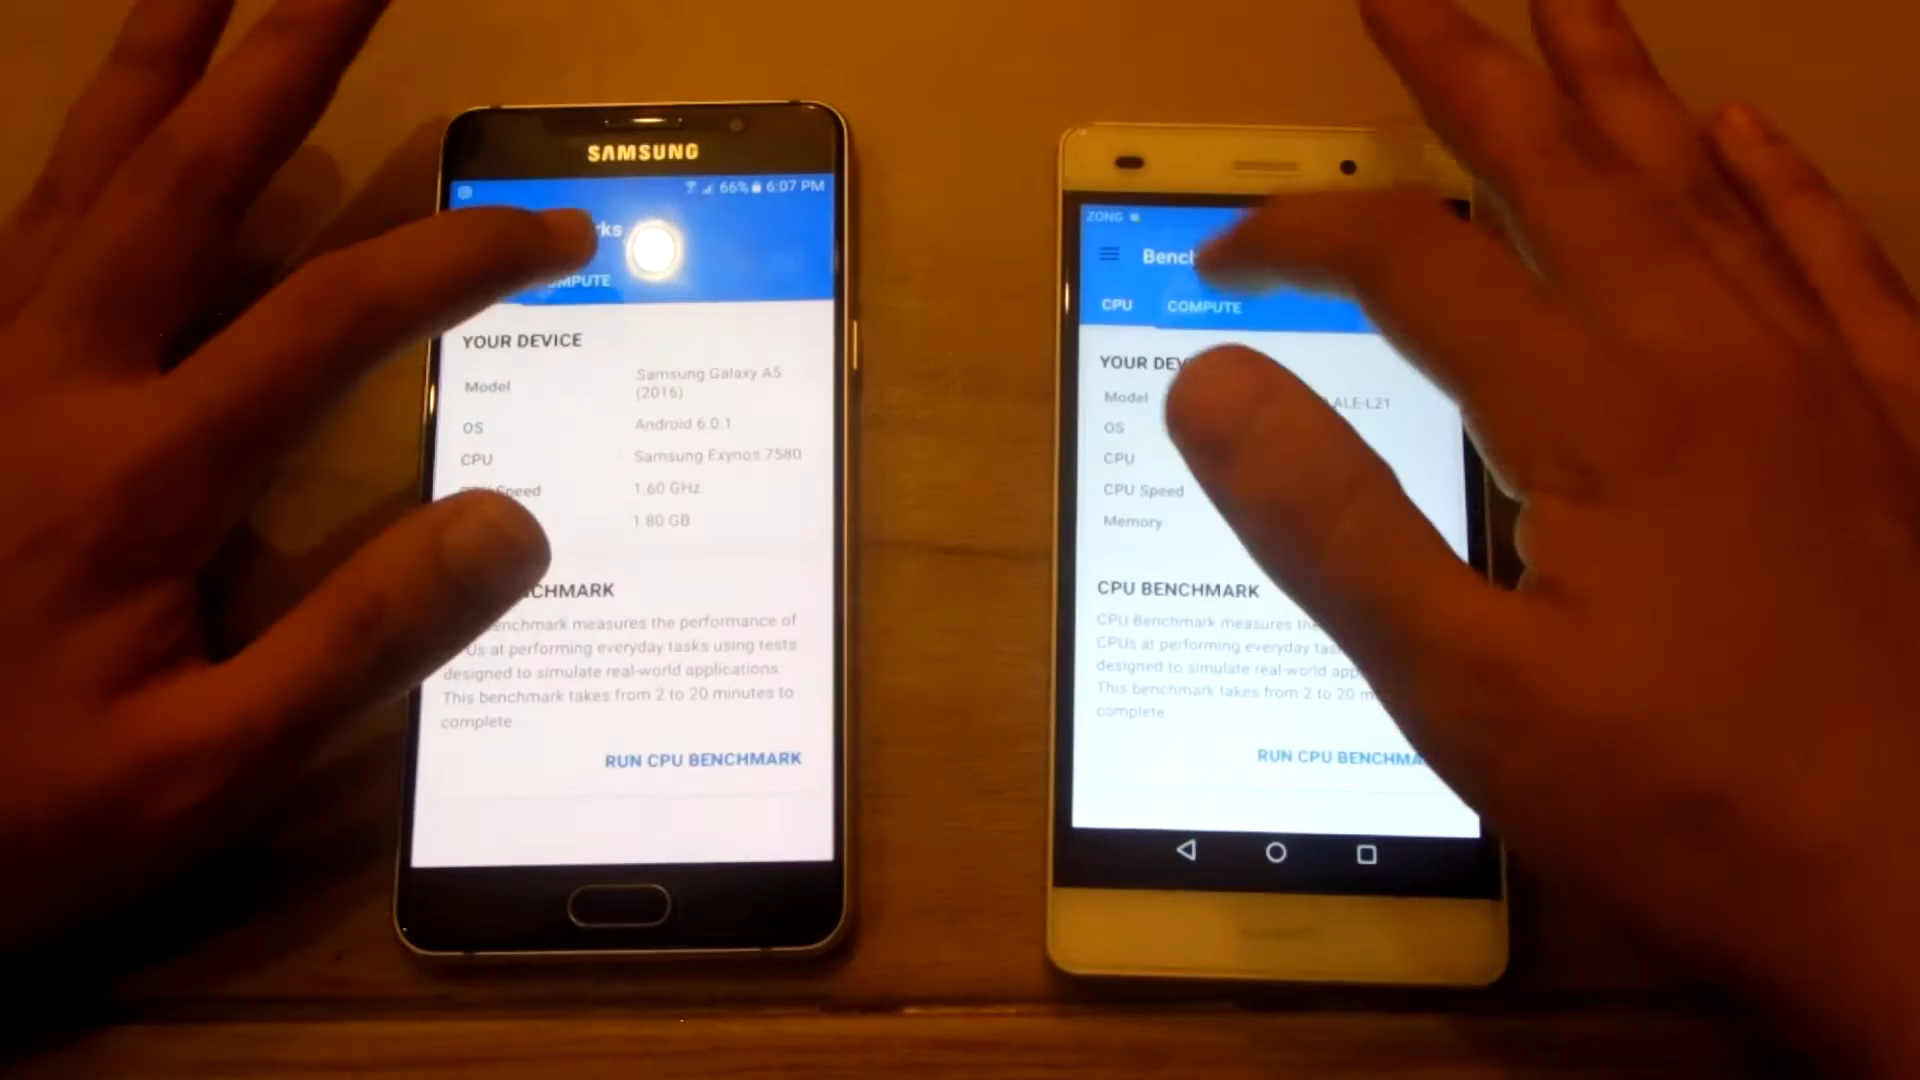 SAMSUNG
66% 6:07 PM
rks
MPUTE
YOUR DEVICE
Model
Samsung Galaxy A5
(2016)
OS
Android 6.0.1
CPU
Samsung Exynos 7580
Speed
1.60 GHz
1.80 GB
CHMARK
enchmark measures the performance of
Us at performing everyday tasks using tests
designed to simulate real-world applications.
This benchmark takes from 2 to 20 minutes to
complete
RUN CPU BENCHMARK
ZONG
Bench
CPU
COMPUTE
YOUR DEV
Model
ALE-L21
OS
CPU
CPU Speed
Memory
CPU BENCHMARK
CPU Benchmark measures the
CPUs at performing everyday tas
designed to simulate real-world app
This benchmark takes from 2 to 20 m
complete
RUN CPU BENCHMA